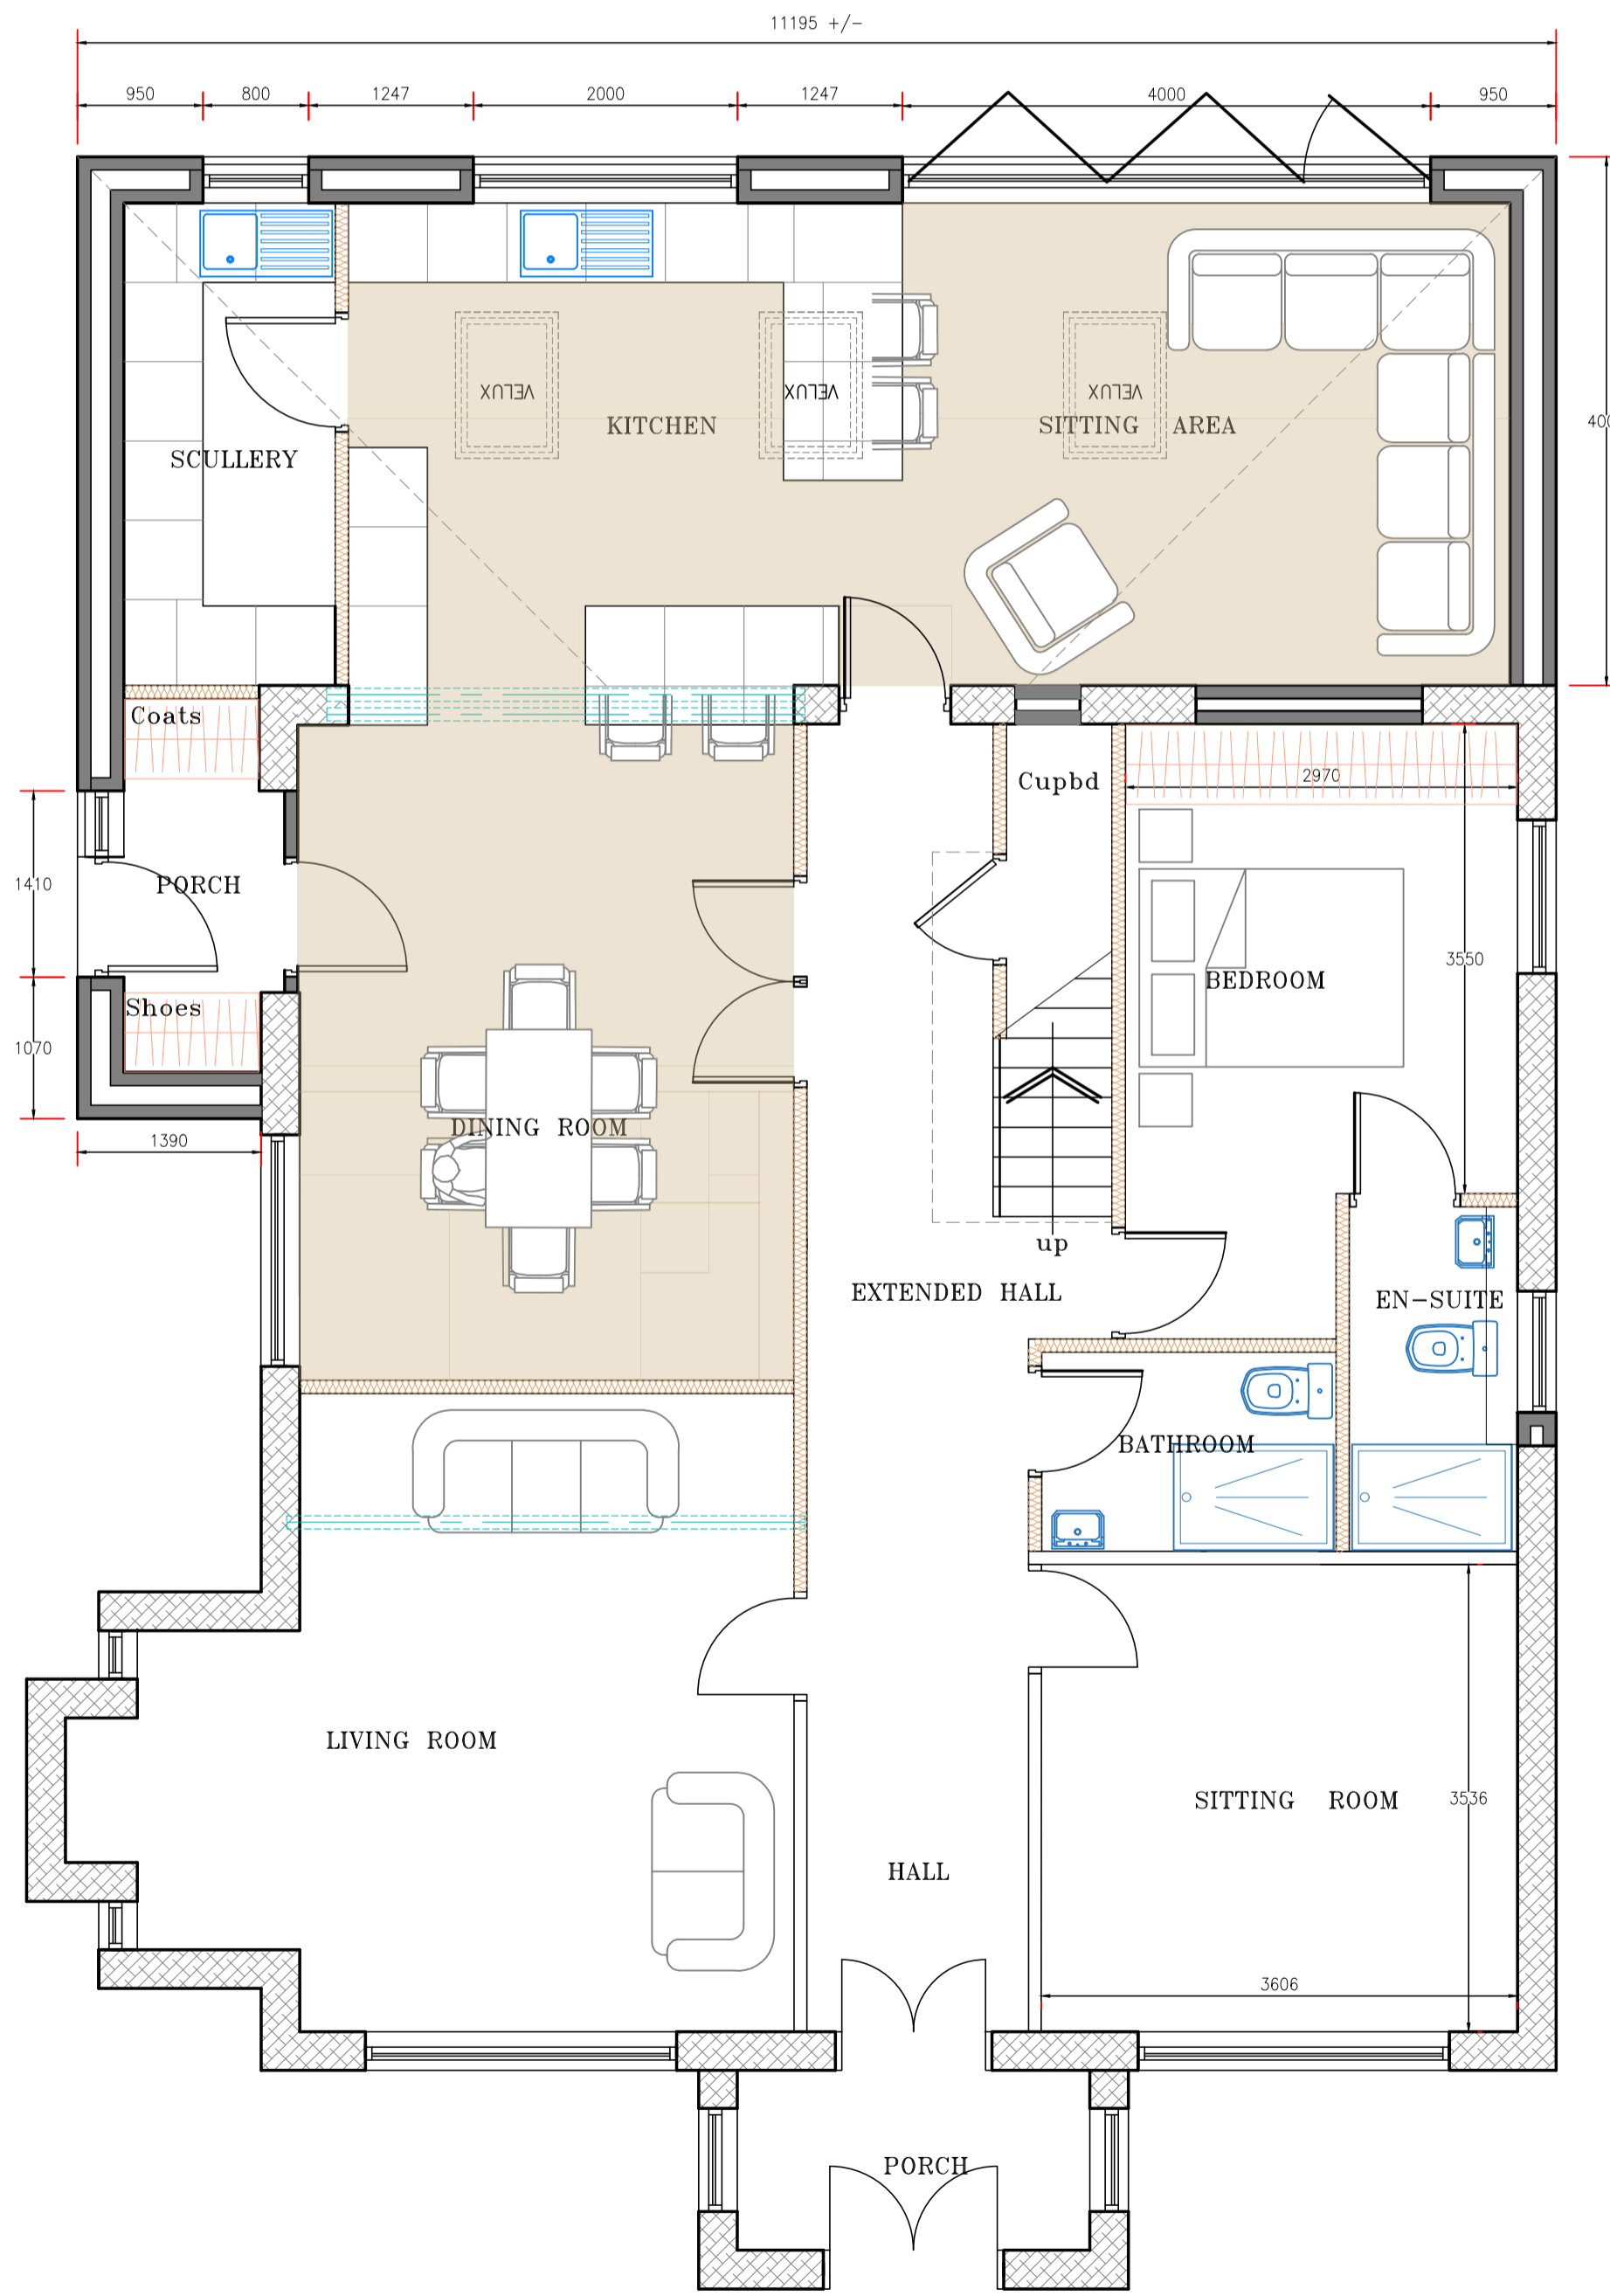 11195 +/-
950 800 1247 2000 1247 4000 950
VELUX VELUX VELUX
KITCHEN SITTING AREA
SCULLERY
Coats
Cupbd
2970
1410
PORCH
3550
BEDROOM
Shoes
1070
DINING ROOM
1390
up
EXTENDED HALL
EN-SUITE
BATHROOM
LIVING ROOM
SITTING ROOM
3536
HALL
3606
PORCH